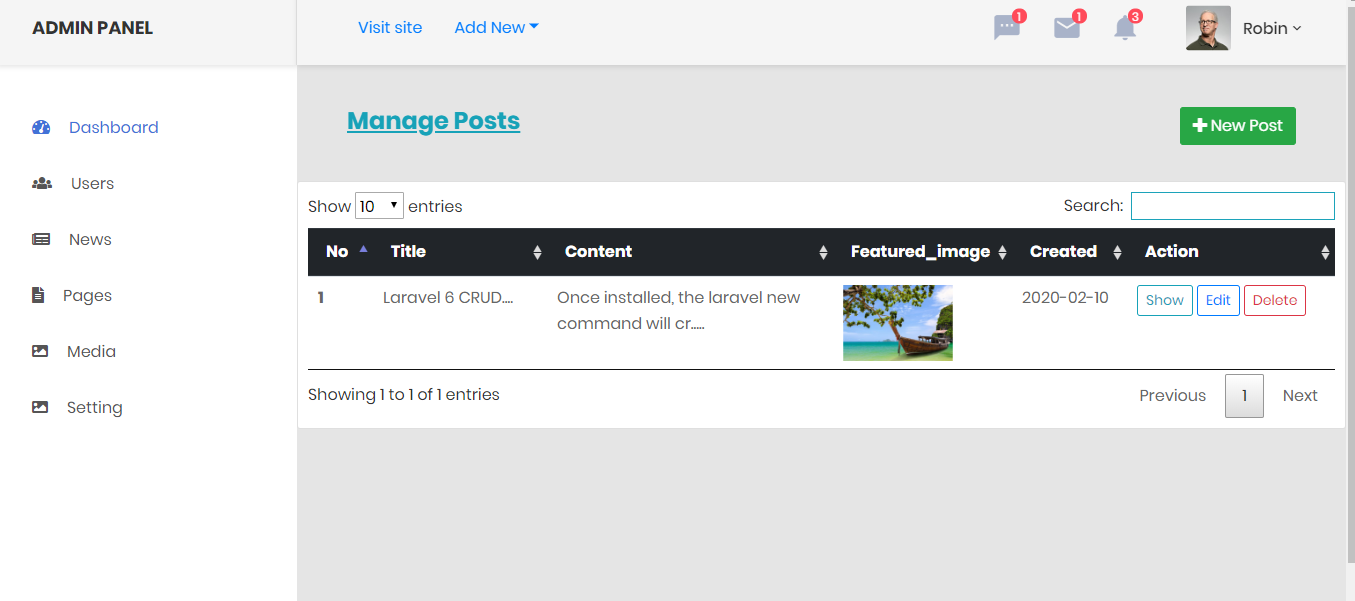 ADMIN PANEL
Visit site
Add New
1
1
3
Robin
Dashboard
Users
News
Pages
Media
Setting
Manage Posts
New Post
Show 10 entries
Search:
No Title Content Featured_image Created Action
1 Laravel 6 CRUD.... Once installed, the laravel new 2020-02-10 Show Edit Delete
command will cr.....
Showing 1 to 1 of 1 entries
Previous 1 Next